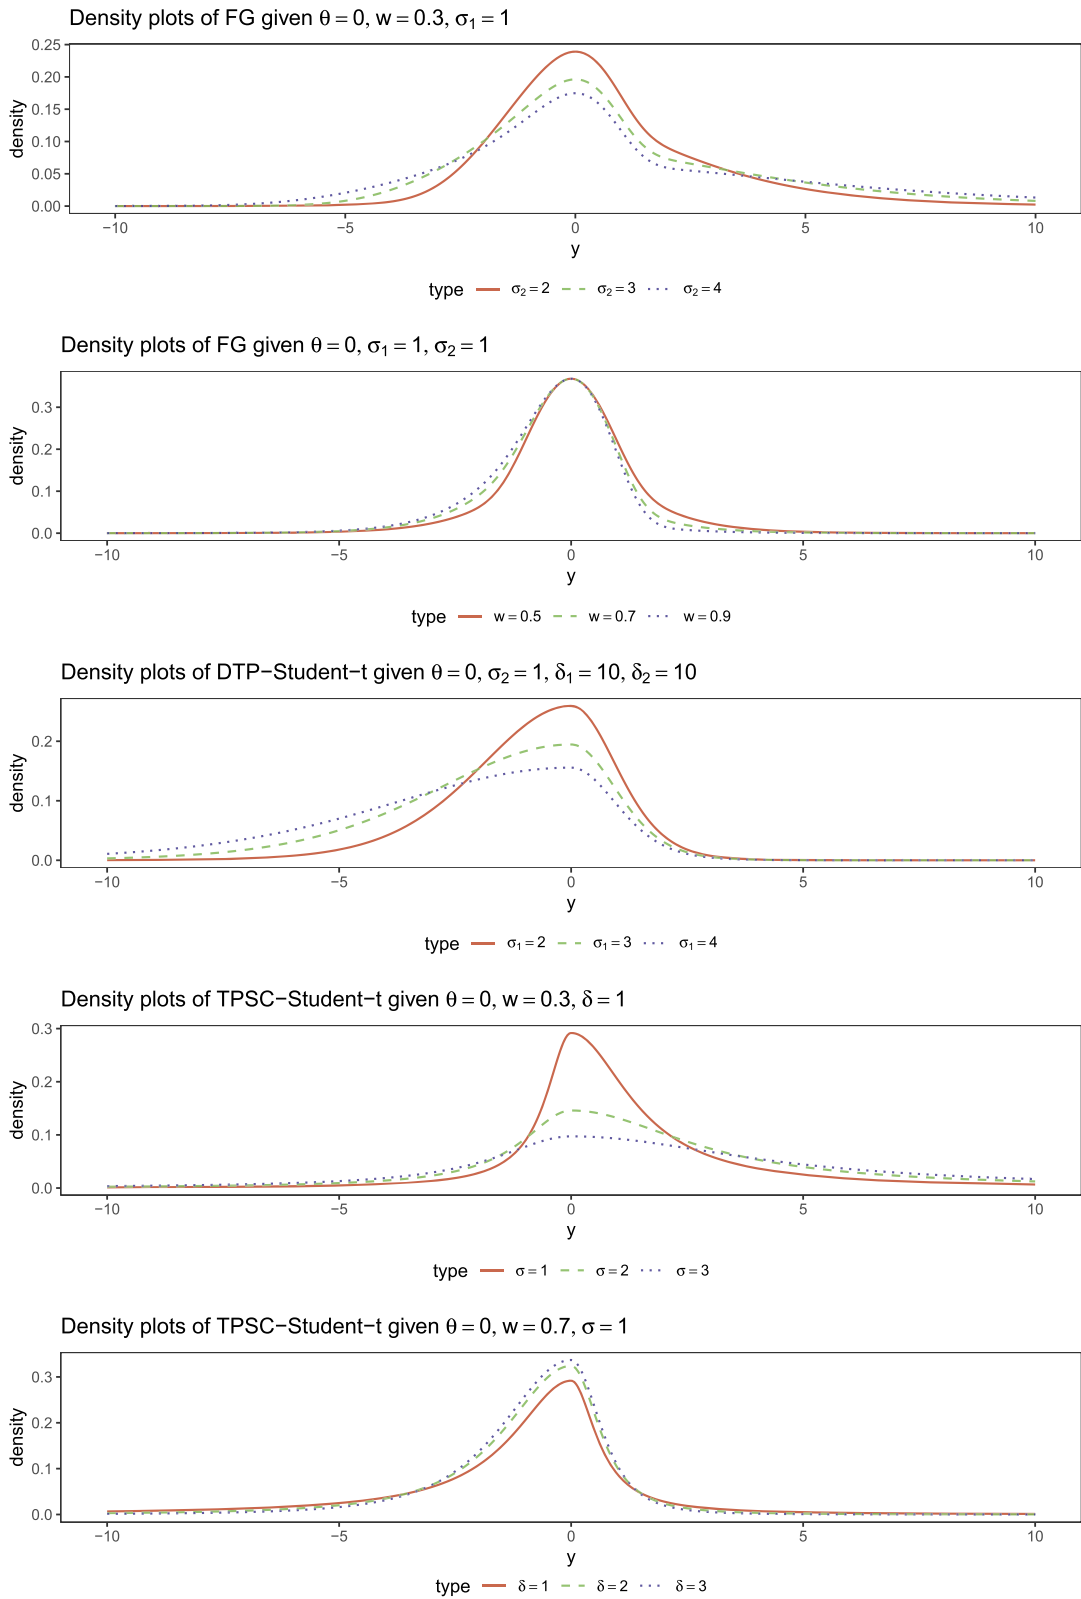 Density plots of FG given θ = 0, w = 0.3, σ₁ = 1
0.25
0.20
0.15
0.10
0.05
0.00
density
−10 −5 0 5 10
y
type σ₂ = 2 σ₂ = 3 σ₂ = 4
Density plots of FG given θ = 0, σ₁ = 1, σ₂ = 1
0.3
0.2
0.1
0.0
density
−10 −5 0 5 10
y
type w = 0.5 w = 0.7 w = 0.9
Density plots of DTP−Student−t given θ = 0, σ₂ = 1, δ₁ = 10, δ₂ = 10
0.2
0.1
0.0
density
−10 −5 0 5 10
y
type σ₁ = 2 σ₁ = 3 σ₁ = 4
Density plots of TPSC−Student−t given θ = 0, w = 0.3, δ = 1
0.3
0.2
0.1
0.0
density
−10 −5 0 5 10
y
type σ = 1 σ = 2 σ = 3
Density plots of TPSC−Student−t given θ = 0, w = 0.7, σ = 1
0.3
0.2
0.1
0.0
density
−10 −5 0 5 10
y
type δ = 1 δ = 2 δ = 3